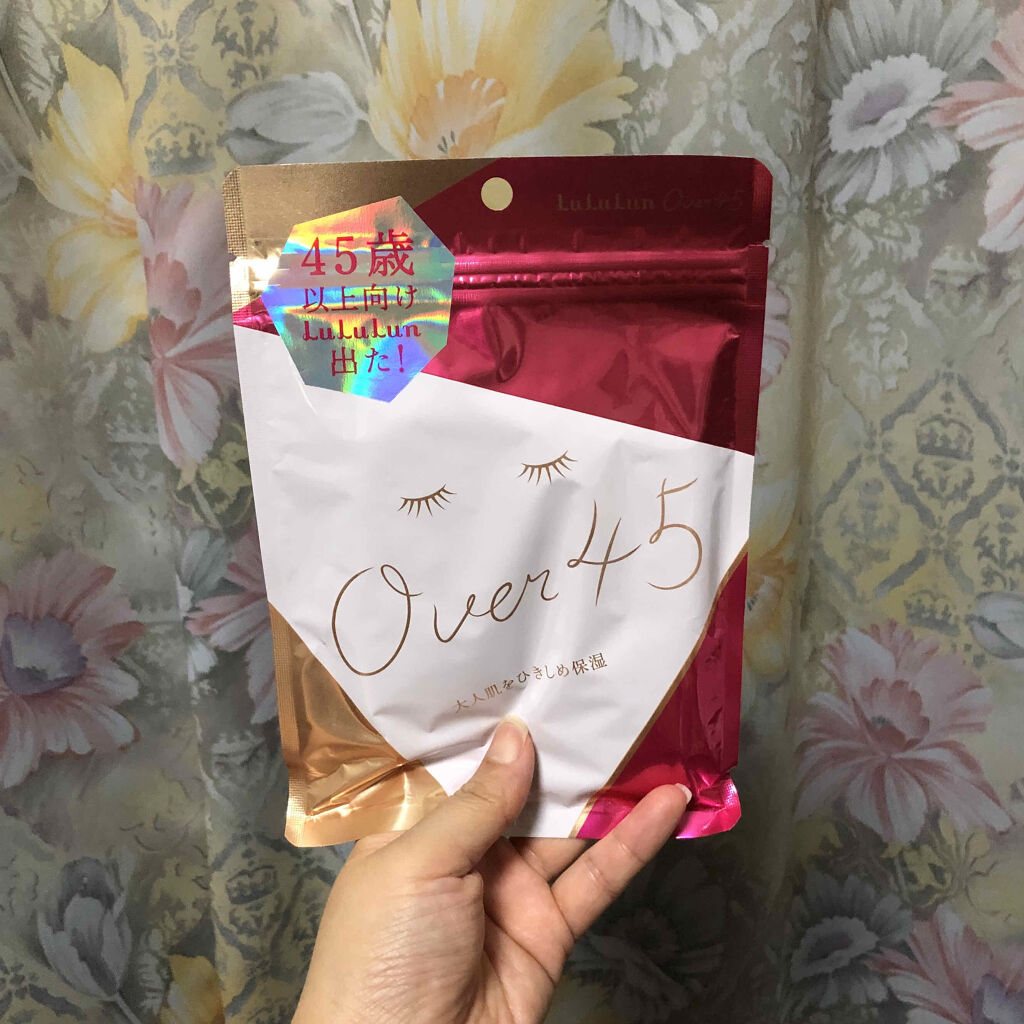 LuLuLun Over45
45歳
以上向け
LuLuLun
出た!
Over45
大人肌をひきしめ保湿